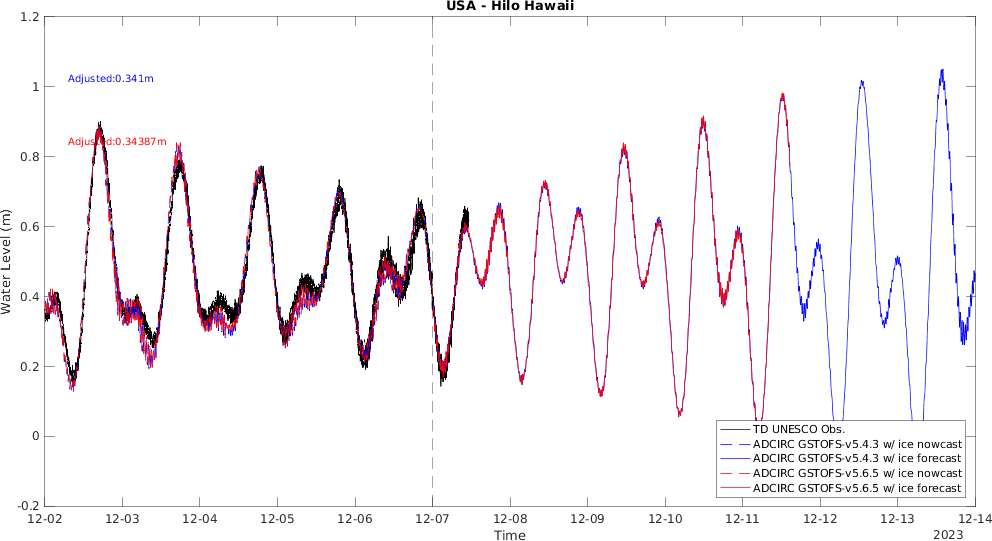 USA - Hilo Hawaii
1.2
1
0.8
0.6
0.4
0.2
0
-0.2
Water Level (m)
Adjusted:0.341m
Adjusted:0.34387m
TD UNESCO Obs.
ADCIRC GSTOFS-v5.4.3 w/ ice nowcast
ADCIRC GSTOFS-v5.4.3 w/ ice forecast
ADCIRC GSTOFS-v5.6.5 w/ ice nowcast
ADCIRC GSTOFS-v5.6.5 w/ ice forecast
12-02 12-03 12-04 12-05 12-06 12-07 12-08 12-09 12-10 12-11 12-12 12-13 12-14
Time
2023